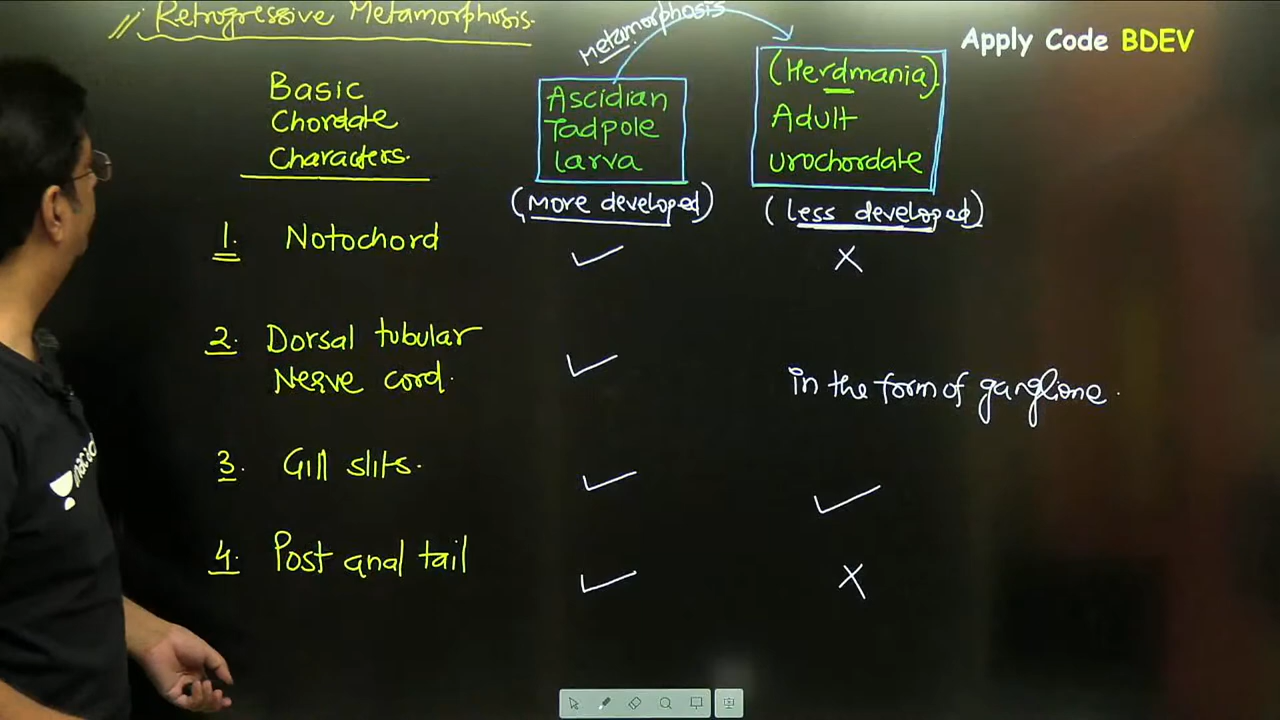 Retrogressive Metamorphosis.
Metamorphosis
Apply Code BDEV
Basic
Chordate
Characters.
Ascidian
Tadpole
larva
(more developed)
(Herdmania).
Adult
urochordate
(less developed)
1. Notochord
2. Dorsal tubular
Nerve cord.
in the form of ganglione.
3. Gill slits.
4. Post anal tail
unacad